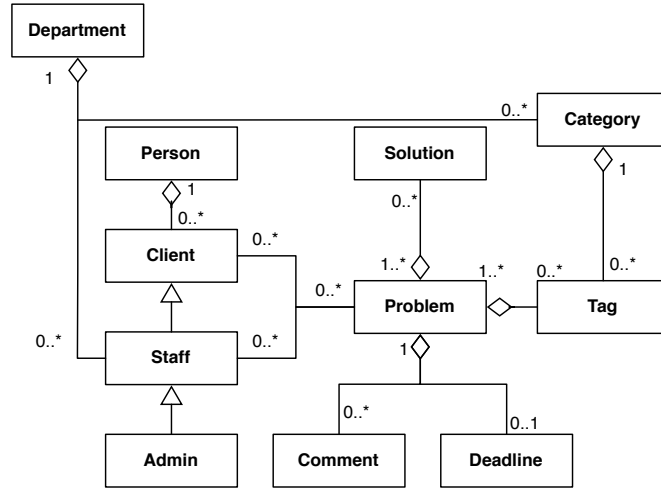 Department
1
0..*
Category
1
Person
1
0..*
Solution
0..*
Client
0..*
1..*
1..*
0..*
0..*
0..*
Problem
Tag
0..*
Staff
0..*
1
0..*
0..1
Admin
Comment
Deadline